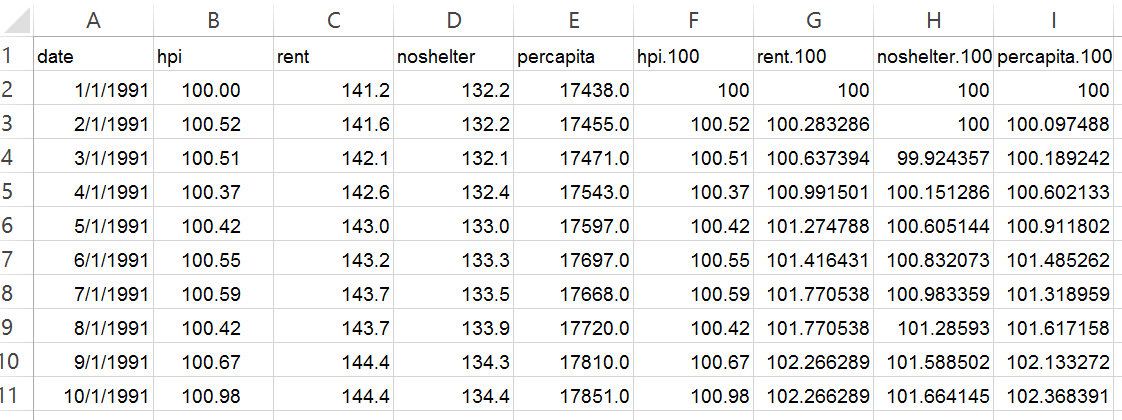 A B C D E F G H I
1 date hpi rent noshelter percapita hpi.100 rent.100 noshelter.100 percapita.100
2 1/1/1991 100.00 141.2 132.2 17438.0 100 100 100 100
3 2/1/1991 100.52 141.6 132.2 17455.0 100.52 100.283286 100 100.097488
4 3/1/1991 100.51 142.1 132.1 17471.0 100.51 100.637394 99.924357 100.189242
5 4/1/1991 100.37 142.6 132.4 17543.0 100.37 100.991501 100.151286 100.602133
6 5/1/1991 100.42 143.0 133.0 17597.0 100.42 101.274788 100.605144 100.911802
7 6/1/1991 100.55 143.2 133.3 17697.0 100.55 101.416431 100.832073 101.485262
8 7/1/1991 100.59 143.7 133.5 17668.0 100.59 101.770538 100.983359 101.318959
9 8/1/1991 100.42 143.7 133.9 17720.0 100.42 101.770538 101.28593 101.617158
10 9/1/1991 100.67 144.4 134.3 17810.0 100.67 102.266289 101.588502 102.133272
11 10/1/1991 100.98 144.4 134.4 17851.0 100.98 102.266289 101.664145 102.368391